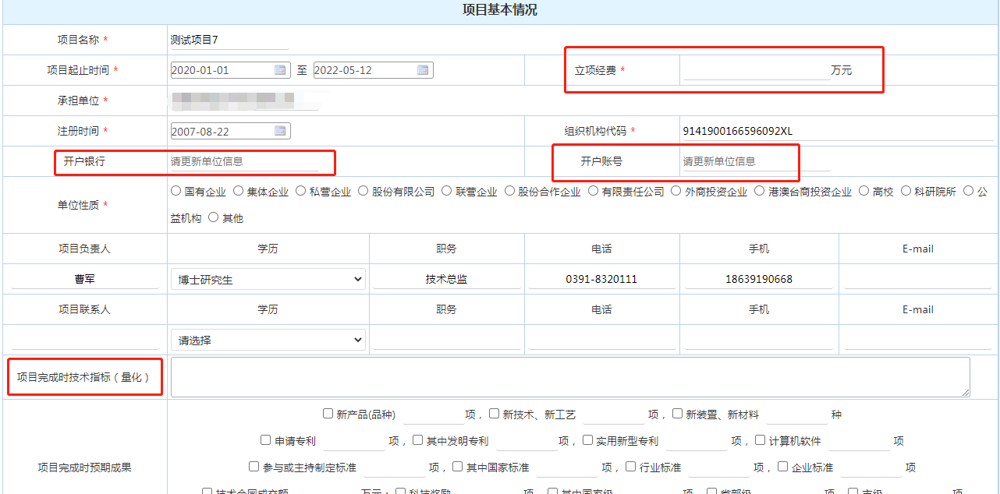 项目基本情况
项目名称 * 测试项目7
项目起止时间 * 2020-01-01 至 2022-05-12 立项经费 * 万元
承担单位 *
注册时间 * 2007-08-22 组织机构代码 * 9141900166596092XL
开户银行 请更新单位信息 开户账号 请更新单位信息
单位性质 * 国有企业 集体企业 私营企业 股份有限公司 联营企业 股份合作企业 有限责任公司 外商投资企业 港澳台商投资企业 高校 科研院所 公
益机构 其他
项目负责人 学历 职务 电话 手机 E-mail
曹军 博士研究生 技术总监 0391-8320111 18639190668
项目联系人 学历 职务 电话 手机 E-mail
请选择
项目完成时技术指标（量化）
新产品(品种) 项， 新技术、新工艺 项， 新装置、新材料 种
申请专利 项， 其中发明专利 项， 实用新型专利 项， 计算机软件 项
项目完成时预期成果 参与或主持制定标准 项， 其中国家标准 项， 行业标准 项， 企业标准 项
技术合同成交额 万元； 科技奖励 项， 其中国家级 项， 省部级 项， 市级 项